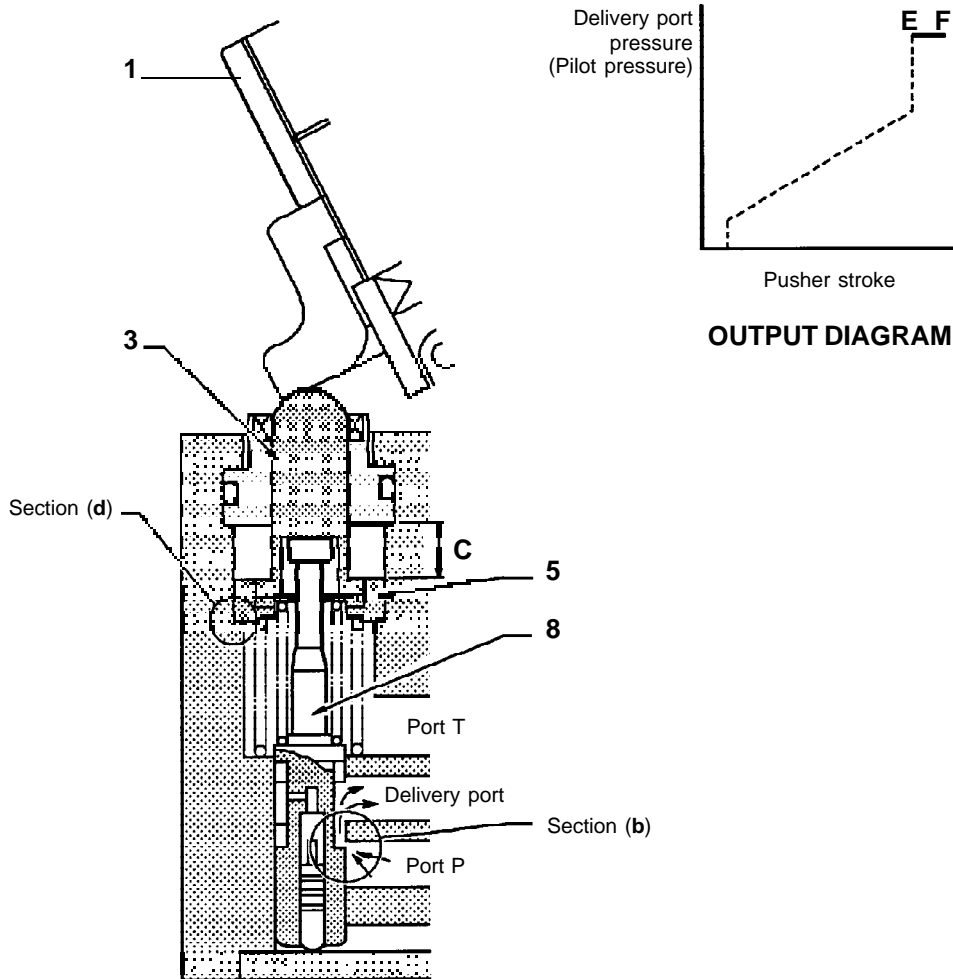 Delivery port
pressure
(Pilot pressure)
E F
Pusher stroke
OUTPUT DIAGRAM
1
3
Section (d)
C
5
8
Port T
Delivery port
Section (b)
Port P